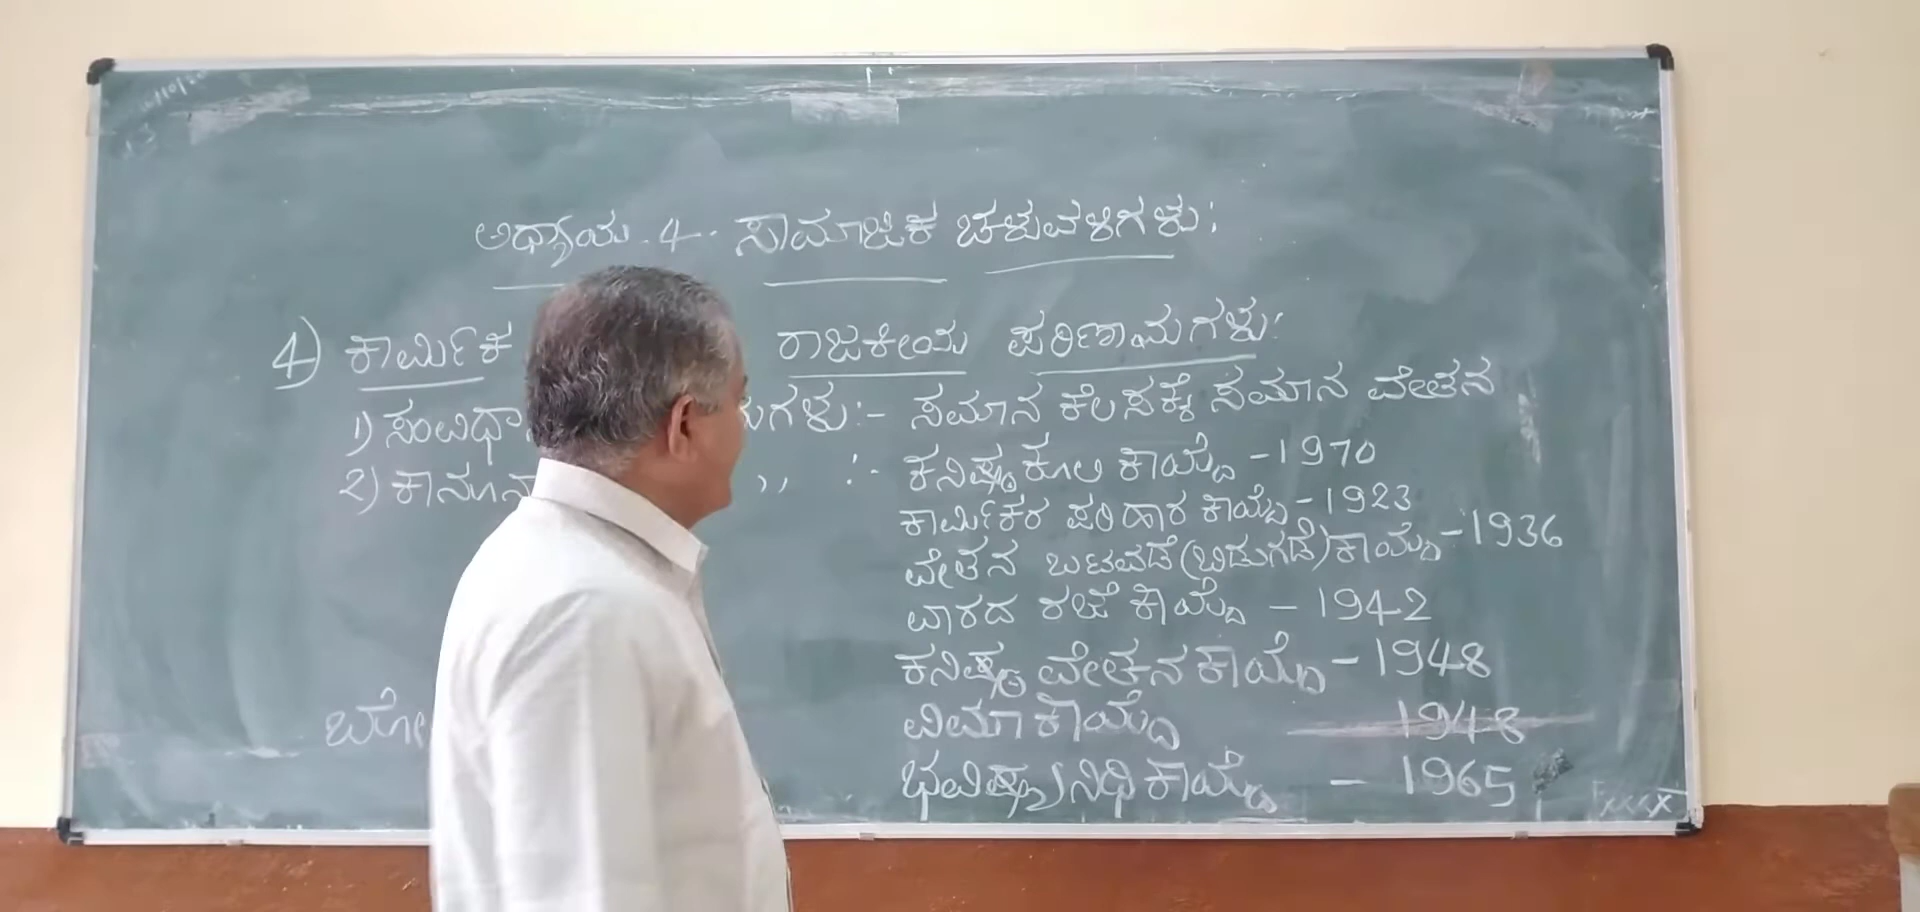 ಅಧ್ಯಾಯ - 4. ಸಾಮಾಜಿಕ ಚಳುವಳಿಗಳು:
4) ಕಾರ್ಮಿಕ ರಾಜಕೀಯ ಪರಿಣಾಮಗಳು:
1) ಸಂವಿಧಾ ಗಳು:- ಸಮಾನ ಕೆಲಸಕ್ಕೆ ಸಮಾನ ವೇತನ
2) ಕಾನೂನಾ ,, :- ಕನಿಷ್ಠ ಕೂಲಿ ಕಾಯ್ದೆ - 1970
ಕಾರ್ಮಿಕರ ಪರಿಹಾರ ಕಾಯ್ದೆ - 1923
ವೇತನ ಬಟವಡೆ (ಬಿಡುಗಡೆ) ಕಾಯ್ದೆ - 1936
ವಾರದ ರಜೆ ಕಾಯ್ದೆ - 1942
ಕನಿಷ್ಠ ವೇತನ ಕಾಯ್ದೆ - 1948
ವಿಮಾ ಕಾಯ್ದೆ 1948
ಭವಿಷ್ಯನಿಧಿ ಕಾಯ್ದೆ - 1965